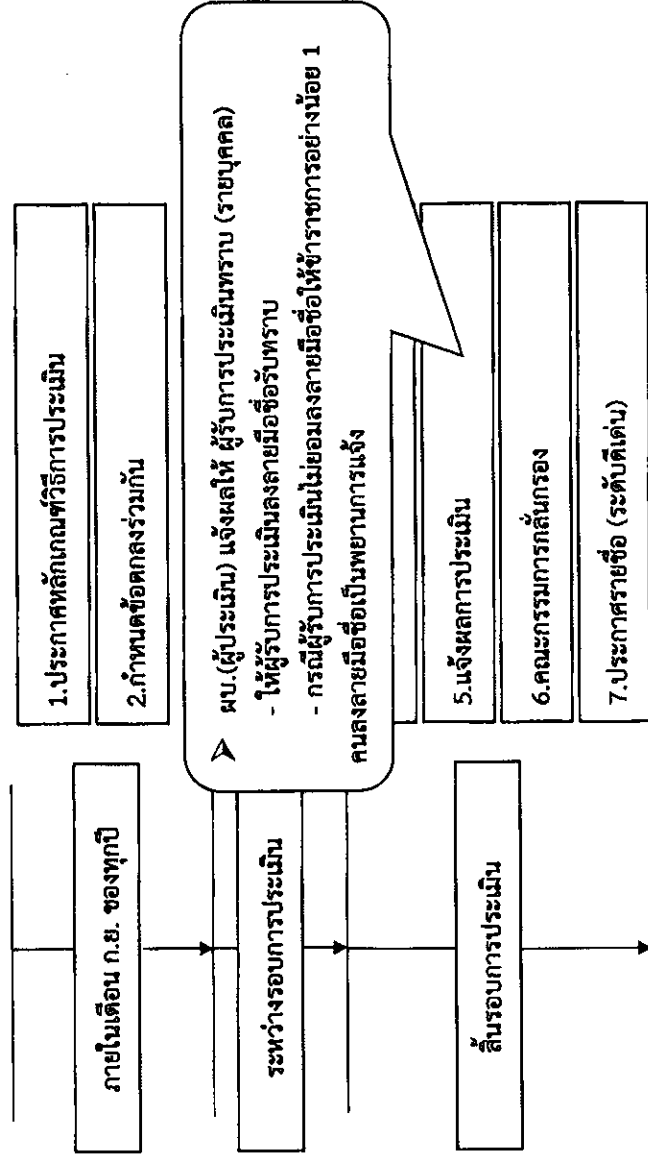 ภายในเดือน ก.ย. ของทุกปี
1.ประกาศหลักเกณฑ์วิธีการประเมิน
2.กำหนดข้อตกลงร่วมกัน
ระหว่างรอบการประเมิน
➢ ผบ.(ผู้ประเมิน) แจ้งผลให้ ผู้รับการประเมินทราบ (รายบุคคล)
- ให้ผู้รับการประเมินลงลายมือชื่อรับทราบ
- กรณีผู้รับการประเมินไม่ยอมลงลายมือชื่อให้ข้าราชการอย่างน้อย 1
คนลงลายมือชื่อเป็นพยานการแจ้ง
สิ้นรอบการประเมิน
5.แจ้งผลการประเมิน
6.คณะกรรมการกลั่นกรอง
7.ประกาศรายชื่อ (ระดับดีเด่น)